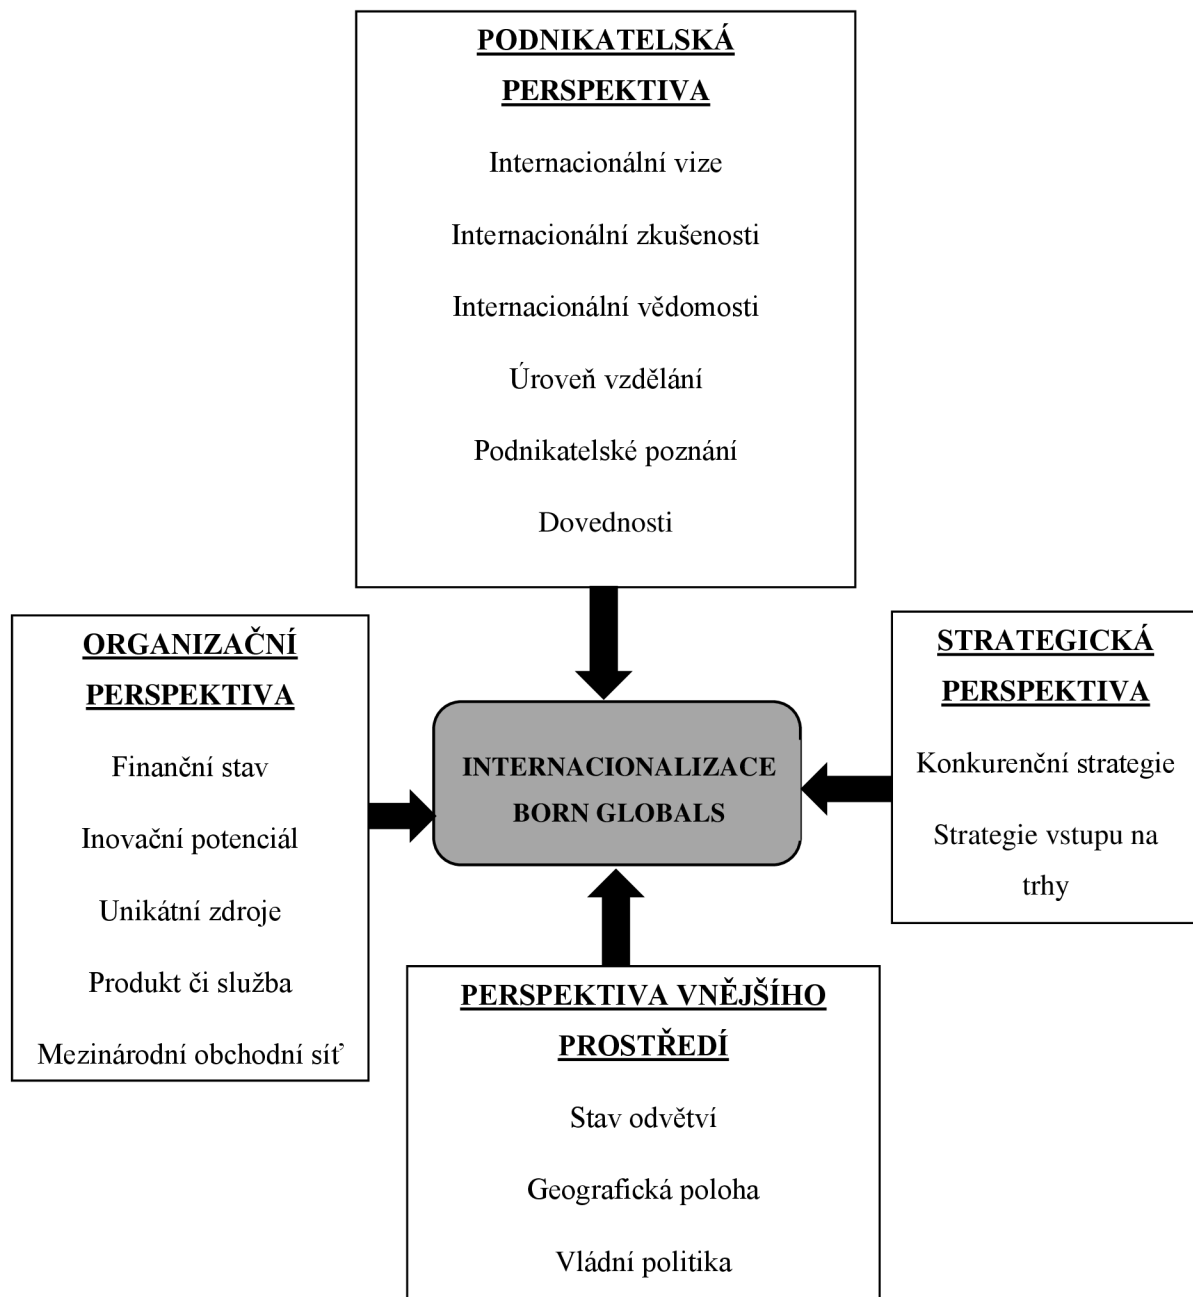 PODNIKATELSKÁ
PERSPEKTIVA
Internacionální vize
Internacionální zkušenosti
Internacionální vědomosti
Úroveň vzdělání
Podnikatelské poznání
Dovednosti
ORGANIZAČNÍ
PERSPEKTIVA
Finanční stav
Inovační potenciál
Unikátní zdroje
Produkt či služba
Mezinárodní obchodní síť
INTERNACIONALIZACE
BORN GLOBALS
STRATEGICKÁ
PERSPEKTIVA
Konkurenční strategie
Strategie vstupu na
trhy
PERSPEKTIVA VNĚJŠÍHO
PROSTŘEDÍ
Stav odvětví
Geografická poloha
Vládní politika